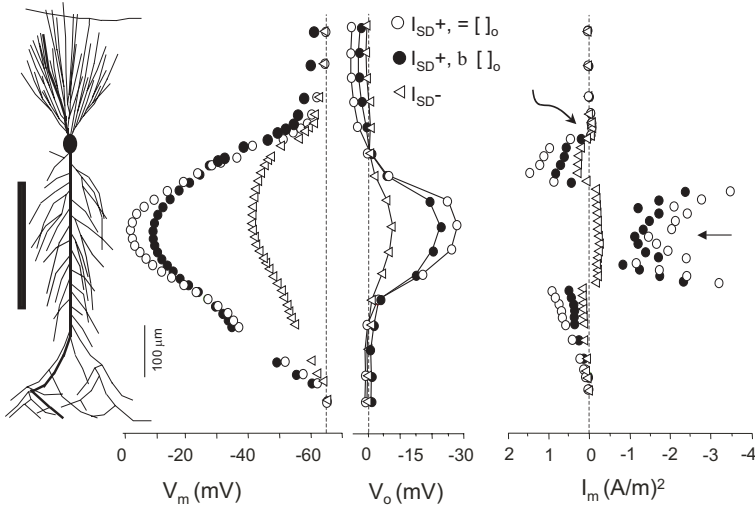 I_SD+, = [ ]_o
I_SD+, b [ ]_o
I_SD-
100 μm
0 -20 -40 -60
0 -15 -30
2 1 0 -1 -2 -3 -4
V_m (mV)
V_o (mV)
I_m (A/m)²